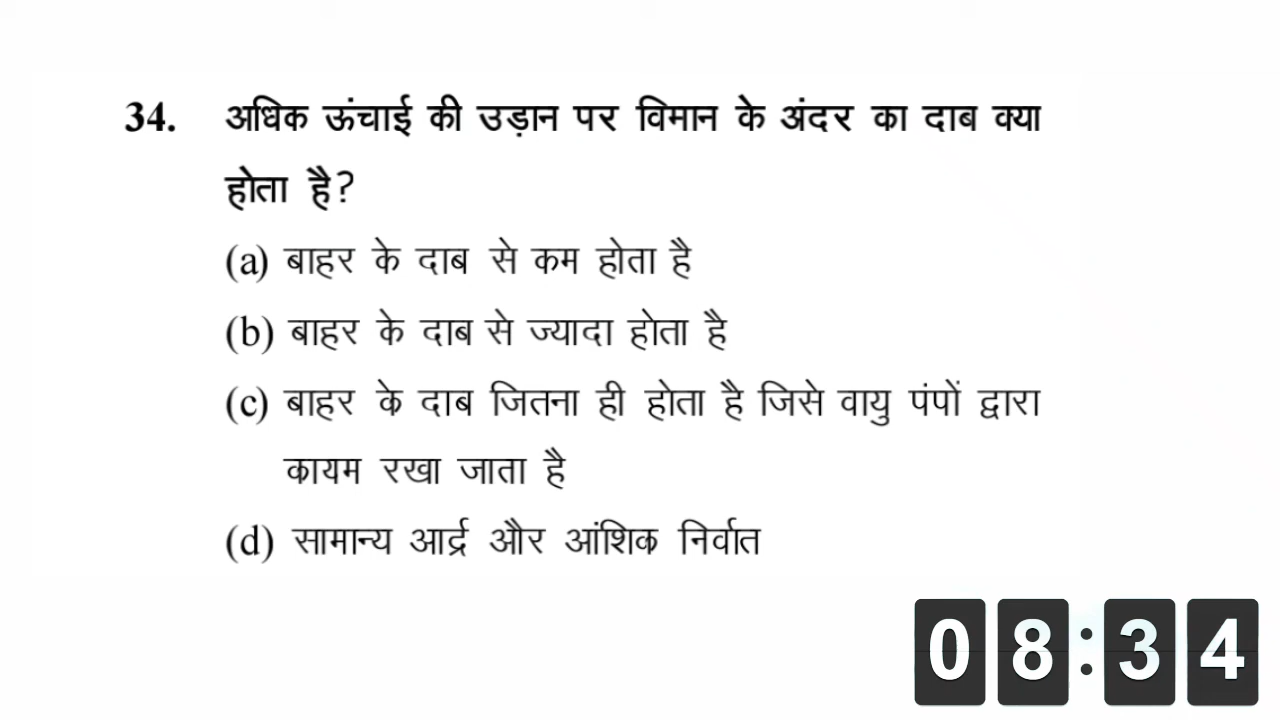 34. अधिक ऊंचाई की उड़ान पर विमान के अंदर का दाब क्या
होता है?
(a) बाहर के दाब से कम होता है
(b) बाहर के दाब से ज्यादा होता है
(c) बाहर के दाब जितना ही होता है जिसे वायु पंपों द्वारा
कायम रखा जाता है
(d) सामान्य आर्द्र और आंशिक निर्वात
08:34